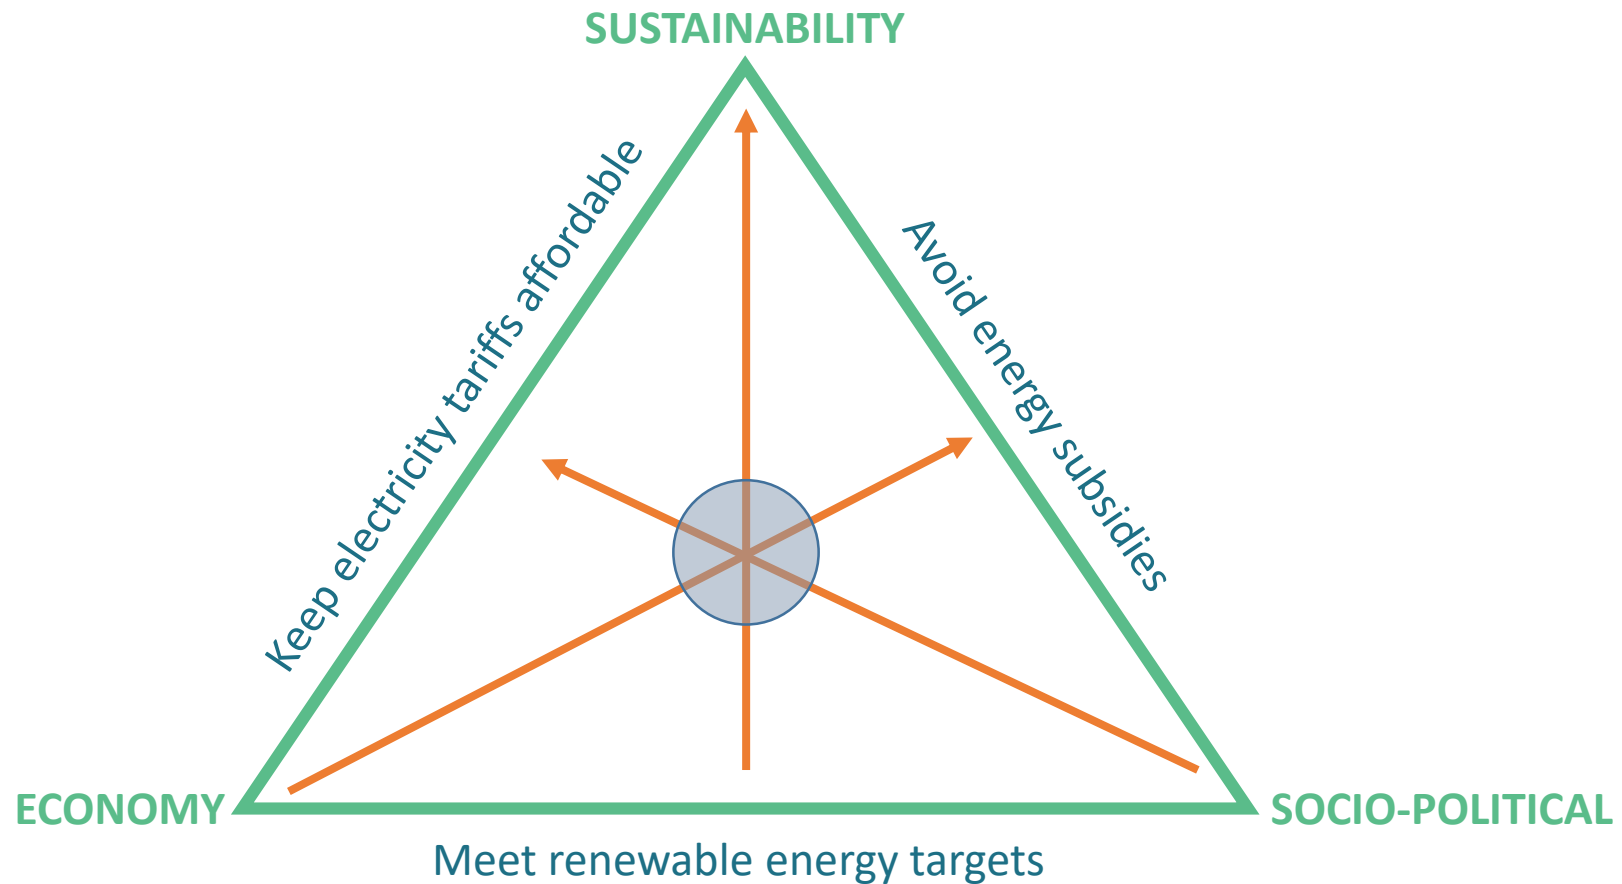 SUSTAINABILITY
Keep electricity tariffs affordable
Avoid energy subsidies
ECONOMY
SOCIO-POLITICAL
Meet renewable energy targets